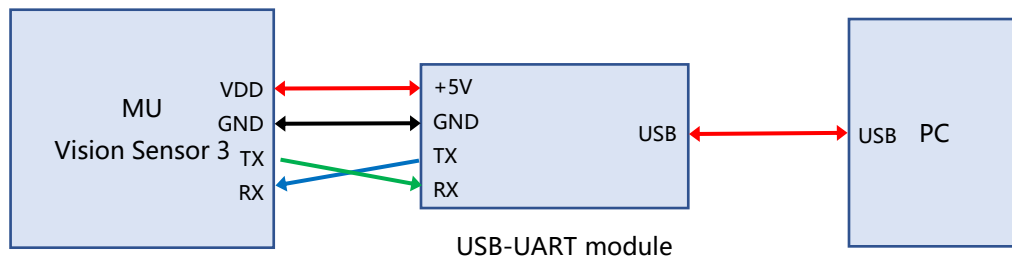 MU
Vision Sensor 3
VDD
GND
TX
RX
+5V
GND
TX
RX
USB
USB-UART module
USB
PC